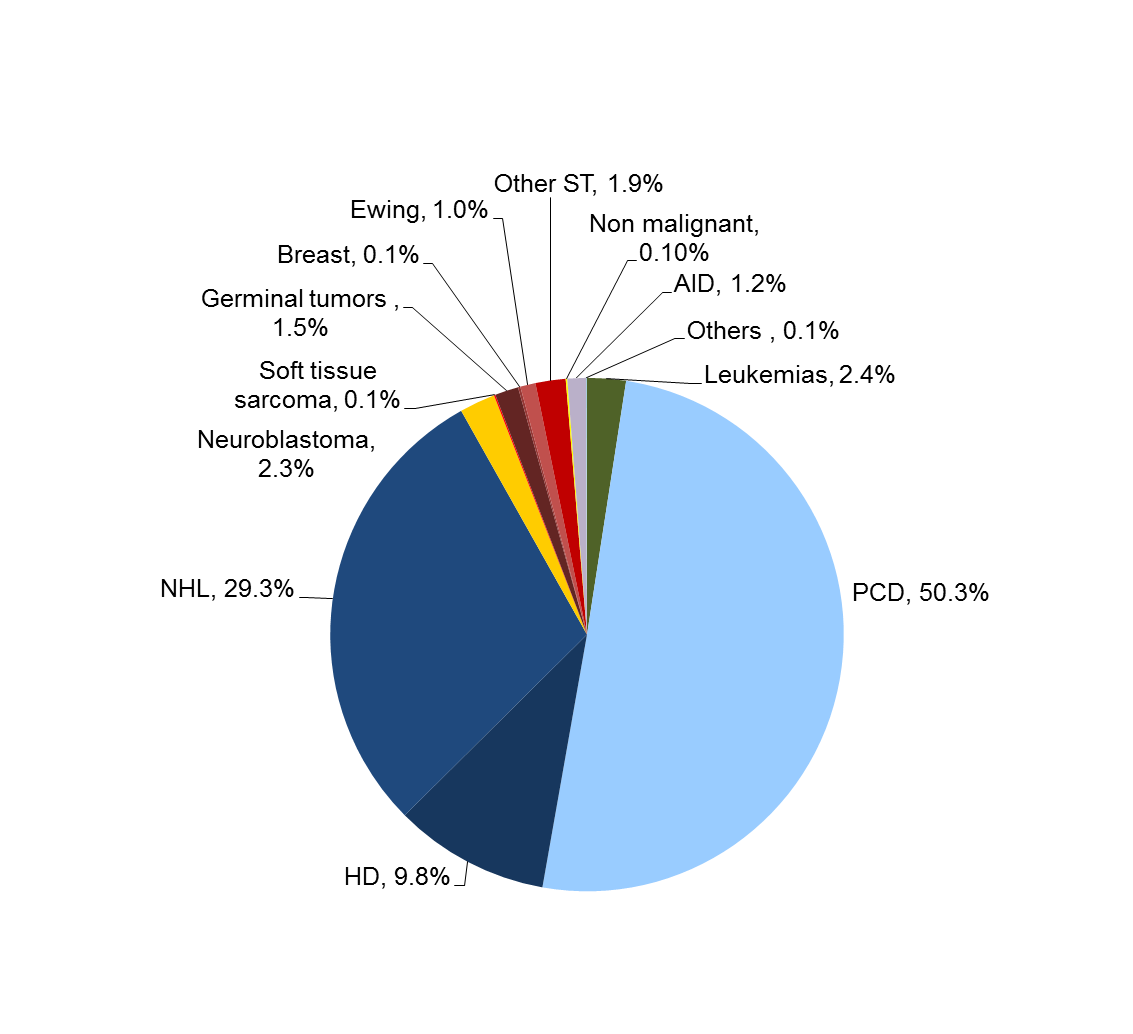 Other ST, 1.9%
Ewing, 1.0%
Non malignant,
0.10%
Breast, 0.1%
AID, 1.2%
Germinal tumors ,
1.5%
Others , 0.1%
Soft tissue
sarcoma, 0.1%
Leukemias, 2.4%
Neuroblastoma,
2.3%
NHL, 29.3%
PCD, 50.3%
HD, 9.8%